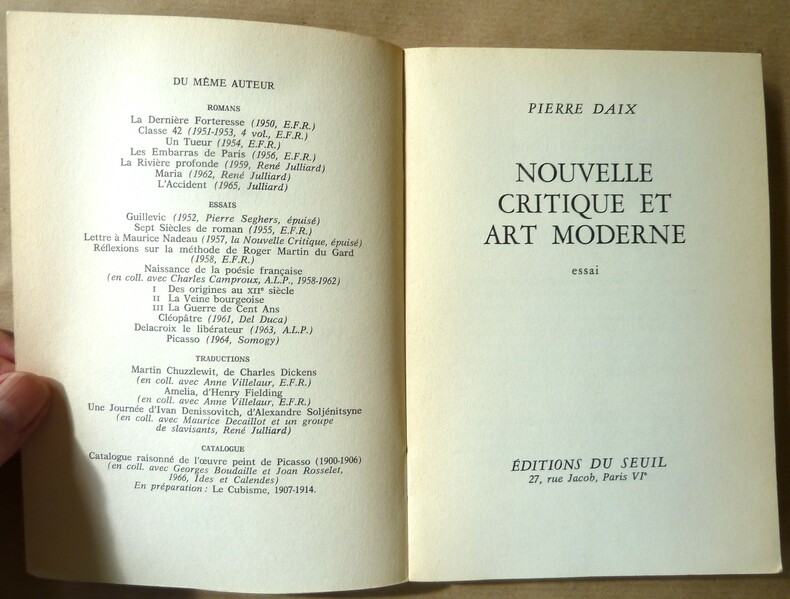 DU MÊME AUTEUR
ROMANS
La Dernière Forteresse (1950, E.F.R.)
Classe 42 (1951-1953, 4 vol., E.F.R.)
Un Tueur (1954, E.F.R.)
Les Embarras de Paris (1956, E.F.R.)
La Rivière profonde (1959, René Julliard)
Maria (1962, René Julliard)
L'Accident (1965, Julliard)
ESSAIS
Guillevic (1952, Pierre Seghers, épuisé)
Sept Siècles de roman (1955, E.F.R.)
Lettre à Maurice Nadeau (1957, la Nouvelle Critique, épuisé)
Réflexions sur la méthode de Roger Martin du Gard
(1958, E.F.R.)
Naissance de la poésie française
(en coll. avec Charles Camproux, A.L.P., 1958-1962)
I Des origines au XIIe siècle
II La Veine bourgeoise
III La Guerre de Cent Ans
Cléopâtre (1961, Del Duca)
Delacroix le libérateur (1963, A.L.P.)
Picasso (1964, Somogy)
TRADUCTIONS
Martin Chuzzlewit, de Charles Dickens
(en coll. avec Anne Villelaur, E.F.R.)
Amelia, d'Henry Fielding
(en coll. avec Anne Villelaur, E.F.R.)
Une Journée d'Ivan Denissovitch, d'Alexandre Soljénitsyne
(en coll. avec Maurice Decaillot et un groupe
de slavisants, René Julliard)
CATALOGUE
Catalogue raisonné de l'œuvre peint de Picasso (1900-1906)
(en coll. avec Georges Boudaille et Joan Rosselet,
1966, Ides et Calendes)
En préparation : Le Cubisme, 1907-1914.
PIERRE DAIX
NOUVELLE
CRITIQUE ET
ART MODERNE
essai
ÉDITIONS DU SEUIL
27, rue Jacob, Paris VIe